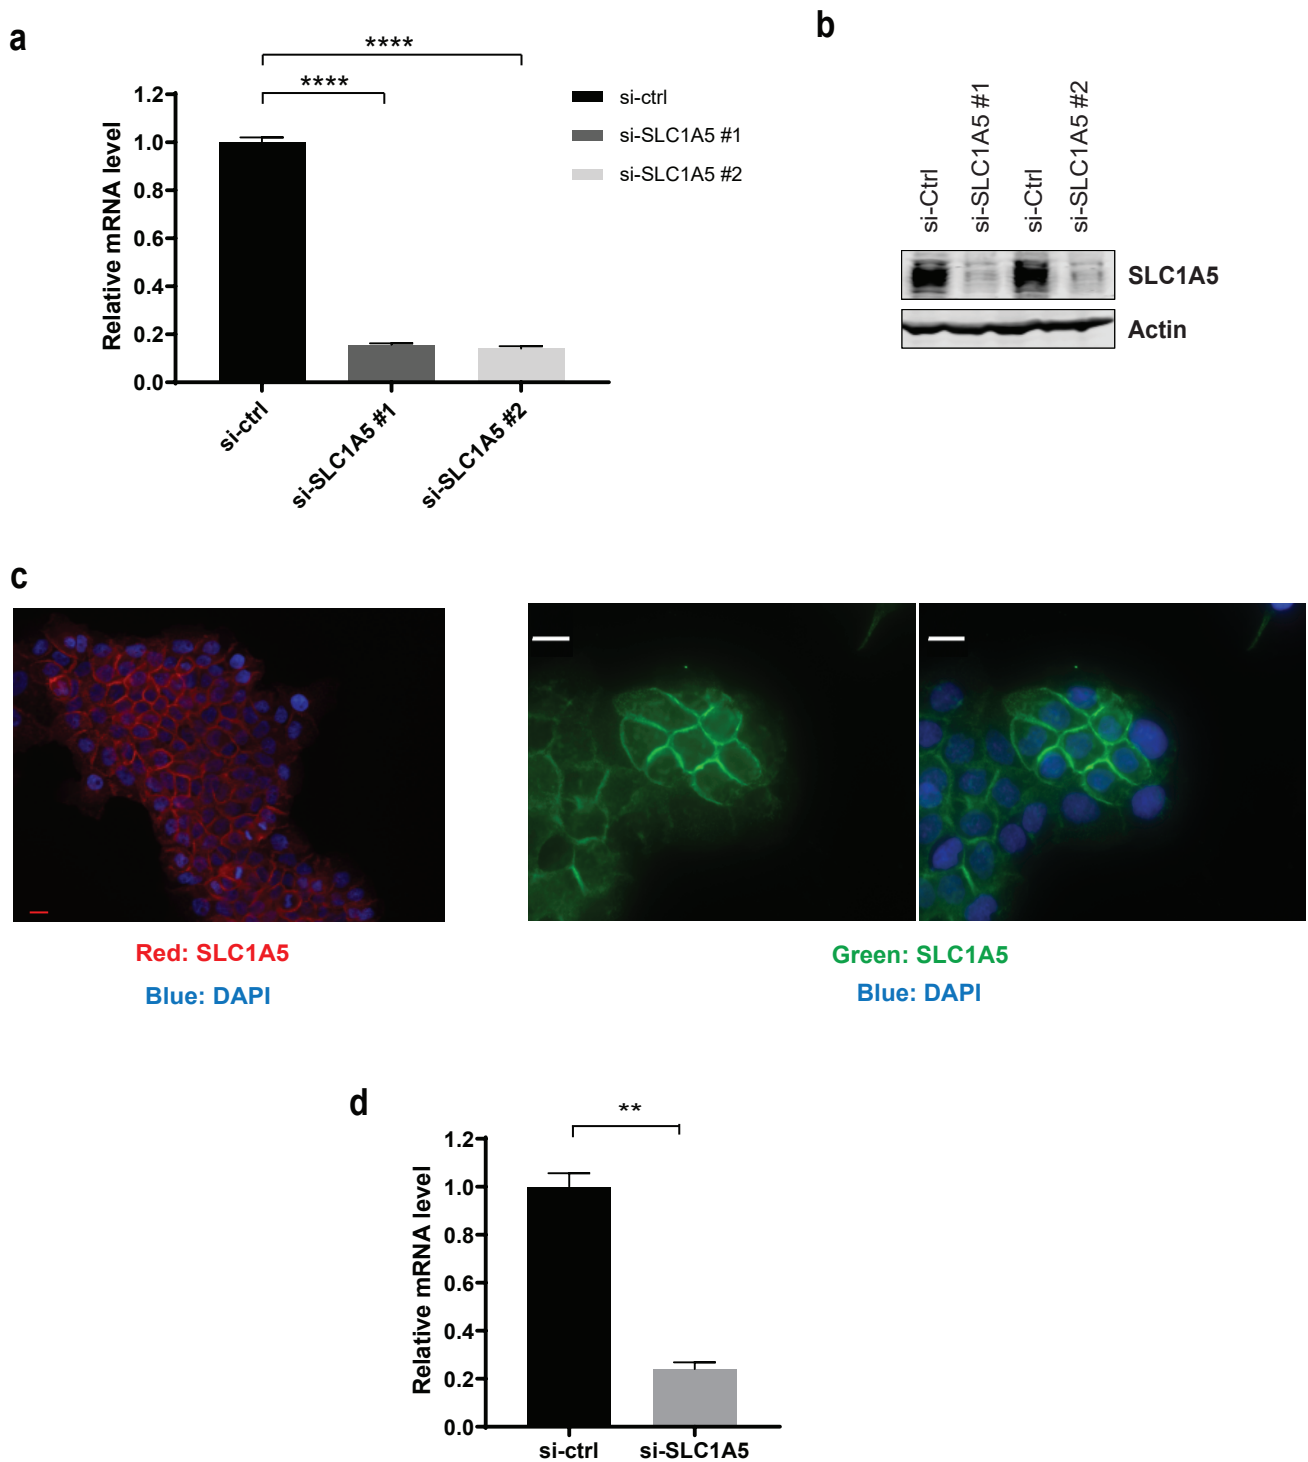 a
****
****
1.2
1.0
0.8
0.6
0.4
0.2
0.0
Relative mRNA level
si-ctrl
si-SLC1A5 #1
si-SLC1A5 #2
si-ctrl
si-SLC1A5 #1
si-SLC1A5 #2
b
si-Ctrl
si-SLC1A5 #1
si-Ctrl
si-SLC1A5 #2
SLC1A5
Actin
c
Red: SLC1A5
Blue: DAPI
Green: SLC1A5
Blue: DAPI
d
**
1.2
1.0
0.8
0.6
0.4
0.2
0.0
Relative mRNA level
si-ctrl
si-SLC1A5